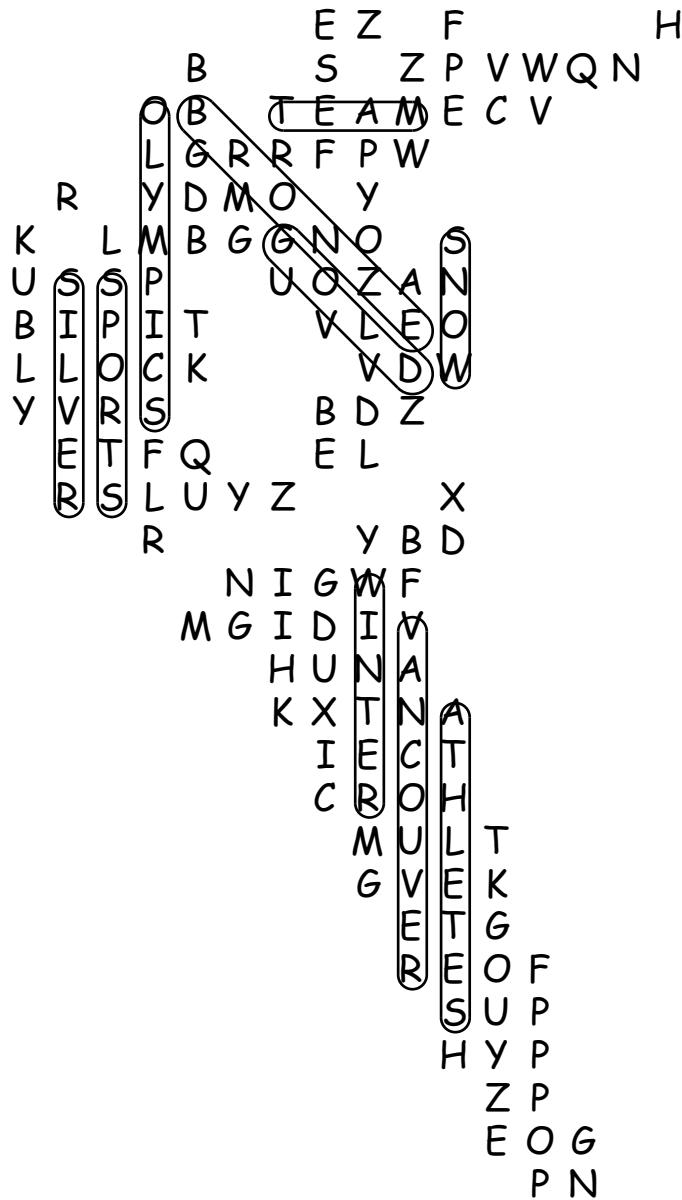 E Z F H
B S Z P V W Q N
O B T E A M E C V
L G R R F P W
R Y D M O Y
K L M B G G N O S
U S S P U O Z A N
B I P I T V L E O
L L O C K V D W
Y V R S B D Z
E T F Q E L
R S L U Y Z X
R Y B D
N I G W F
M G I D I V
H U N A
K X T N A
I E C T
C R O H
M U L T
G V E K
E T G
R E O F
S U P
H Y P
Z P
E O G
P N